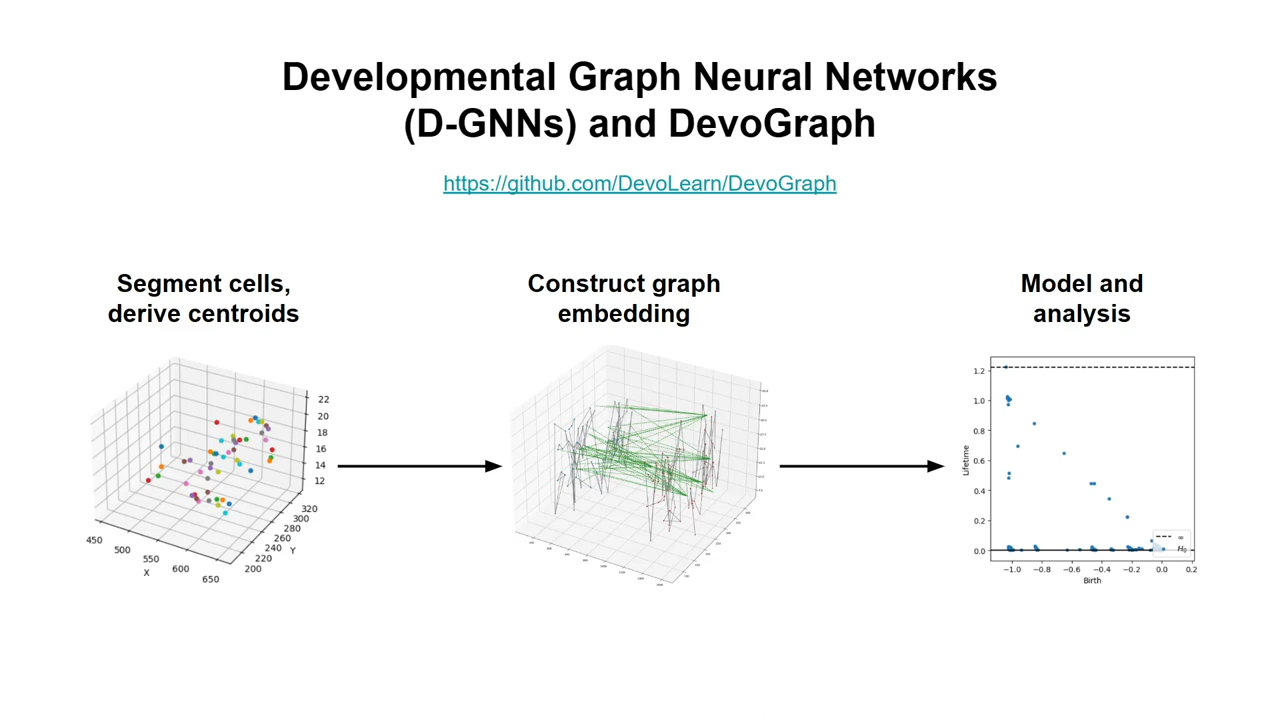 Developmental Graph Neural Networks
(D-GNNs) and DevoGraph
https://github.com/DevoLearn/DevoGraph
Segment cells,
derive centroids
Construct graph
embedding
Model and
analysis
22
20
18
16
14
12
320
300
280
260
240
220
200
Y
450
500
550
600
650
X
1.2
1.0
0.8
0.6
0.4
0.2
0.0
Lifetime
∞
H₀
−1.0 −0.8 −0.6 −0.4 −0.2 0.0 0.2
Birth